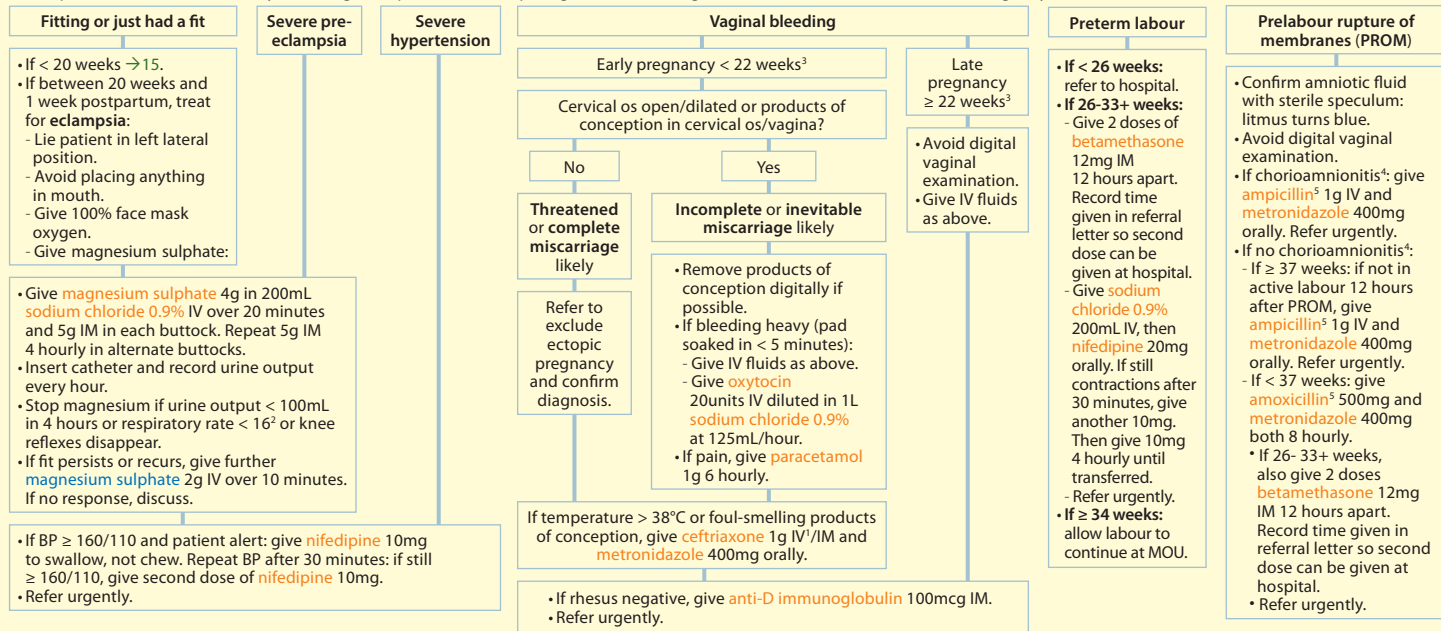 Fitting or just had a fit
Severe pre-
eclampsia
Severe
hypertension
• If < 20 weeks →15.
• If between 20 weeks and
1 week postpartum, treat
for eclampsia:
- Lie patient in left lateral
position.
- Avoid placing anything
in mouth.
- Give 100% face mask
oxygen.
- Give magnesium sulphate:
• Give magnesium sulphate 4g in 200mL
sodium chloride 0.9% IV over 20 minutes
and 5g IM in each buttock. Repeat 5g IM
4 hourly in alternate buttocks.
• Insert catheter and record urine output
every hour.
• Stop magnesium if urine output < 100mL
in 4 hours or respiratory rate < 16² or knee
reflexes disappear.
• If fit persists or recurs, give further
magnesium sulphate 2g IV over 10 minutes.
If no response, discuss.
• If BP ≥ 160/110 and patient alert: give nifedipine 10mg
to swallow, not chew. Repeat BP after 30 minutes: if still
≥ 160/110, give second dose of nifedipine 10mg.
• Refer urgently.
Vaginal bleeding
Early pregnancy < 22 weeks³
Cervical os open/dilated or products of
conception in cervical os/vagina?
No
Threatened
or complete
miscarriage
likely
Refer to
exclude
ectopic
pregnancy
and confirm
diagnosis.
Yes
Incomplete or inevitable
miscarriage likely
• Remove products of
conception digitally if
possible.
• If bleeding heavy (pad
soaked in < 5 minutes):
- Give IV fluids as above.
- Give oxytocin
20units IV diluted in 1L
sodium chloride 0.9%
at 125mL/hour.
• If pain, give paracetamol
1g 6 hourly.
If temperature > 38°C or foul-smelling products
of conception, give ceftriaxone 1g IV¹/IM and
metronidazole 400mg orally.
Late
pregnancy
≥ 22 weeks³
• Avoid digital
vaginal
examination.
• Give IV fluids
as above.
• If rhesus negative, give anti-D immunoglobulin 100mcg IM.
• Refer urgently.
Preterm labour
• If < 26 weeks:
refer to hospital.
• If 26-33+ weeks:
- Give 2 doses of
betamethasone
12mg IM
12 hours apart.
Record time
given in referral
letter so second
dose can be
given at hospital.
- Give sodium
chloride 0.9%
200mL IV, then
nifedipine 20mg
orally. If still
contractions after
30 minutes, give
another 10mg.
Then give 10mg
4 hourly until
transferred.
- Refer urgently.
• If ≥ 34 weeks:
allow labour to
continue at MOU.
Prelabour rupture of
membranes (PROM)
• Confirm amniotic fluid
with sterile speculum:
litmus turns blue.
• Avoid digital vaginal
examination.
• If chorioamnionitis⁴: give
ampicillin⁵ 1g IV and
metronidazole 400mg
orally. Refer urgently.
• If no chorioamnionitis⁴:
- If ≥ 37 weeks: if not in
active labour 12 hours
after PROM, give
ampicillin⁵ 1g IV and
metronidazole 400mg
orally. Refer urgently.
- If < 37 weeks: give
amoxicillin⁵ 500mg and
metronidazole 400mg
both 8 hourly.
• If 26- 33+ weeks,
also give 2 doses
betamethasone 12mg
IM 12 hours apart.
Record time given in
referral letter so second
dose can be given at
hospital.
• Refer urgently.